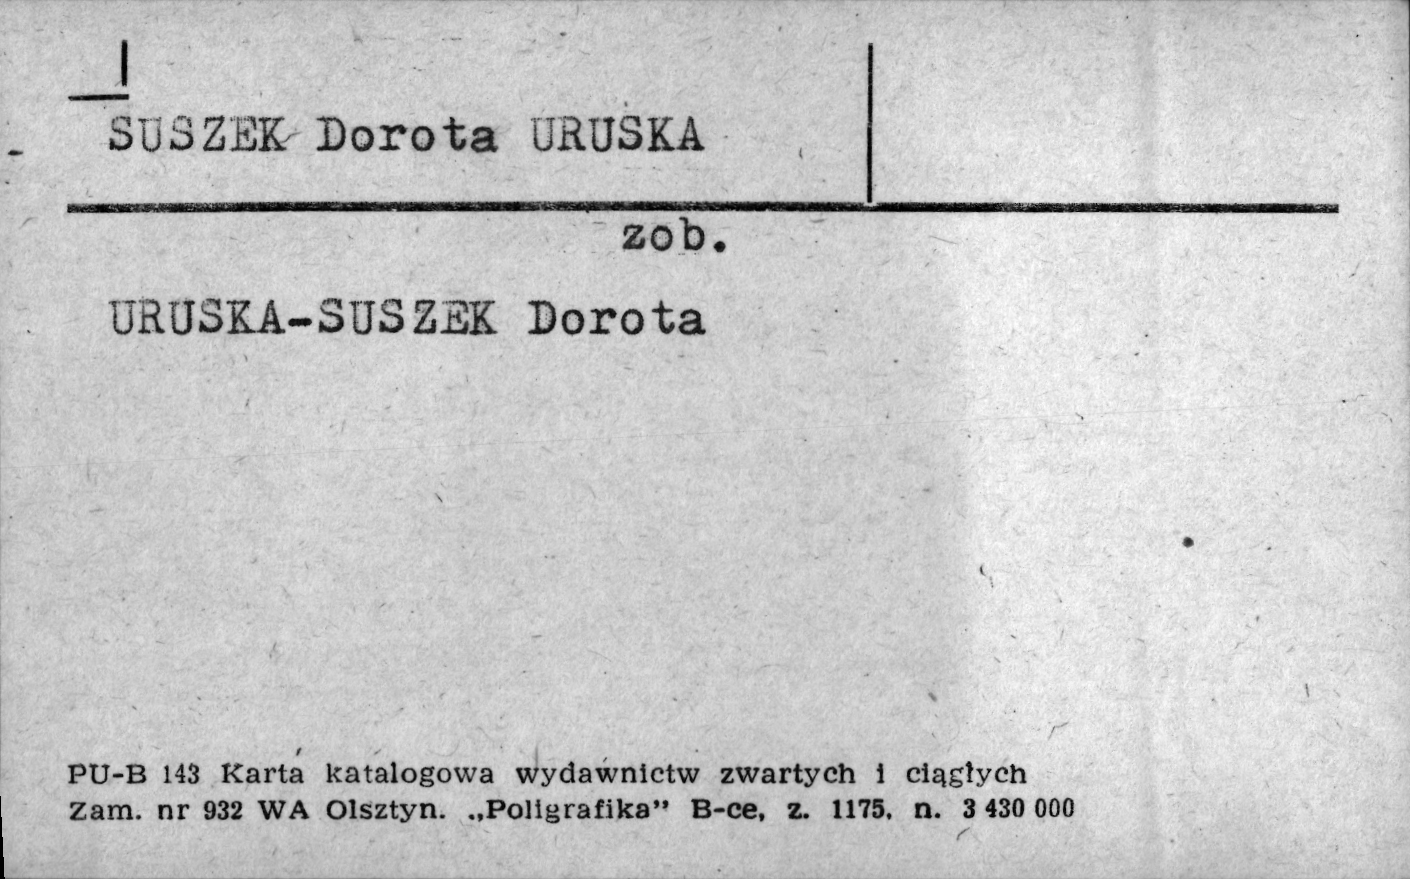 SUSZEK Dorota URUSKA
zob.
URUSKA-SUSZEK Dorota
PU-B 143 Karta katalogowa wydawnictw zwartych i ciągłych
Zam. nr 932 WA Olsztyn. „Poligrafika” B-ce, z. 1175, n. 3 430 000